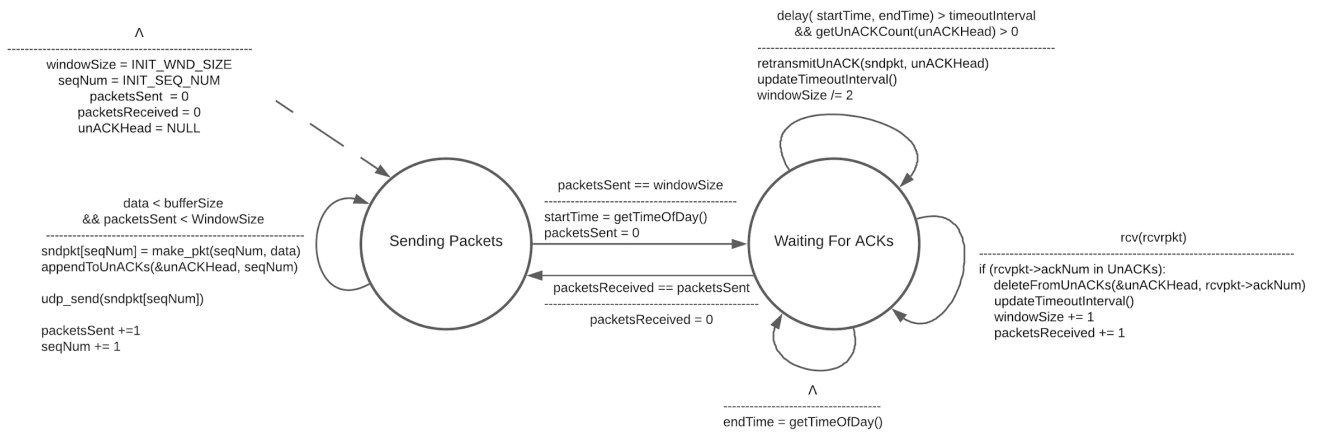 Λ
windowSize = INIT_WND_SIZE
seqNum = INIT_SEQ_NUM
packetsSent = 0
packetsReceived = 0
unACKHead = NULL
delay( startTime, endTime) > timeoutInterval
&& getUnACKCount(unACKHead) > 0
retransmitUnACK(sndpkt, unACKHead)
updateTimeoutInterval()
windowSize /= 2
data < bufferSize
&& packetsSent < WindowSize
sndpkt[seqNum] = make_pkt(seqNum, data)
appendToUnACKs(&unACKHead, seqNum)
udp_send(sndpkt[seqNum])
packetsSent +=1
seqNum += 1
Sending Packets
packetsSent == windowSize
startTime = getTimeOfDay()
packetsSent = 0
packetsReceived == packetsSent
packetsReceived = 0
Waiting For ACKs
rcv(rcvrpkt)
if (rcvpkt->ackNum in UnACKs):
deleteFromUnACKs(&unACKHead, rcvpkt->ackNum)
updateTimeoutInterval()
windowSize += 1
packetsReceived += 1
Λ
endTime = getTimeOfDay()